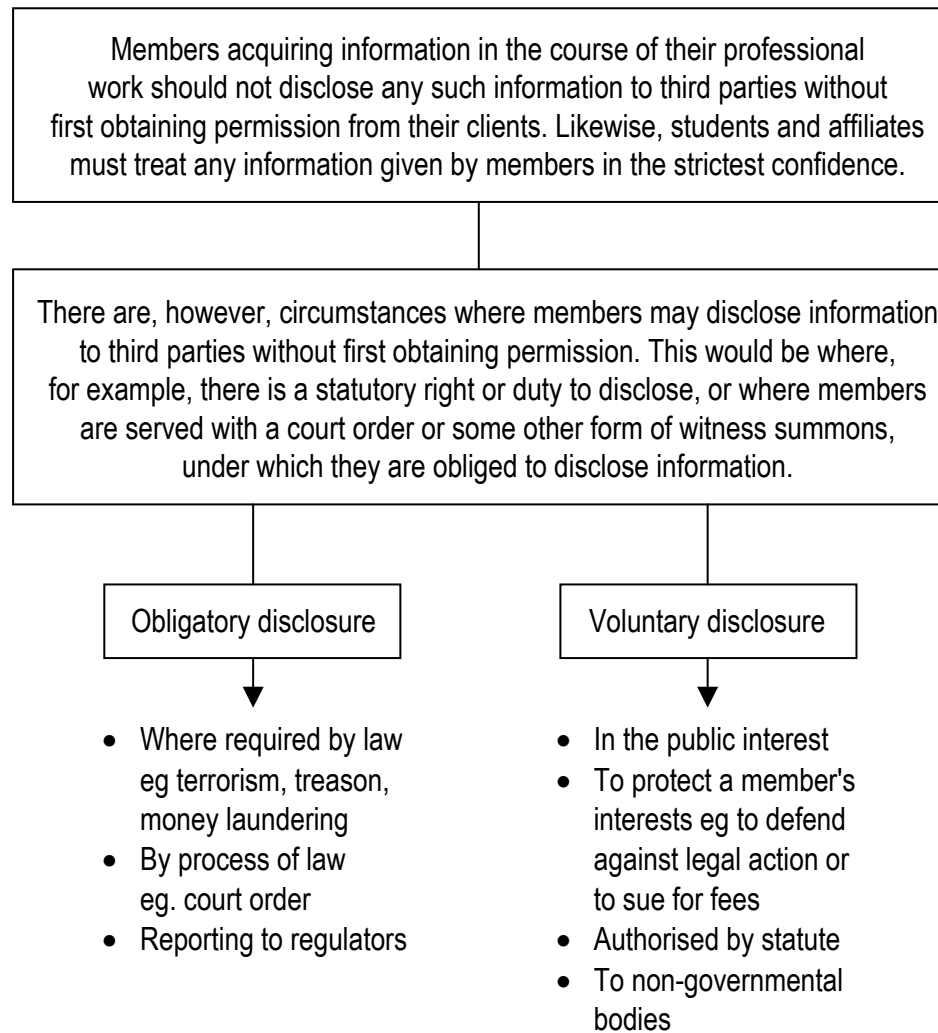 Members acquiring information in the course of their professional
work should not disclose any such information to third parties without
first obtaining permission from their clients. Likewise, students and affiliates
must treat any information given by members in the strictest confidence.
There are, however, circumstances where members may disclose information
to third parties without first obtaining permission. This would be where,
for example, there is a statutory right or duty to disclose, or where members
are served with a court order or some other form of witness summons,
under which they are obliged to disclose information.
Obligatory disclosure
• Where required by law
eg terrorism, treason,
money laundering
• By process of law
eg. court order
• Reporting to regulators
Voluntary disclosure
• In the public interest
• To protect a member's
interests eg to defend
against legal action or
to sue for fees
• Authorised by statute
• To non-governmental
bodies